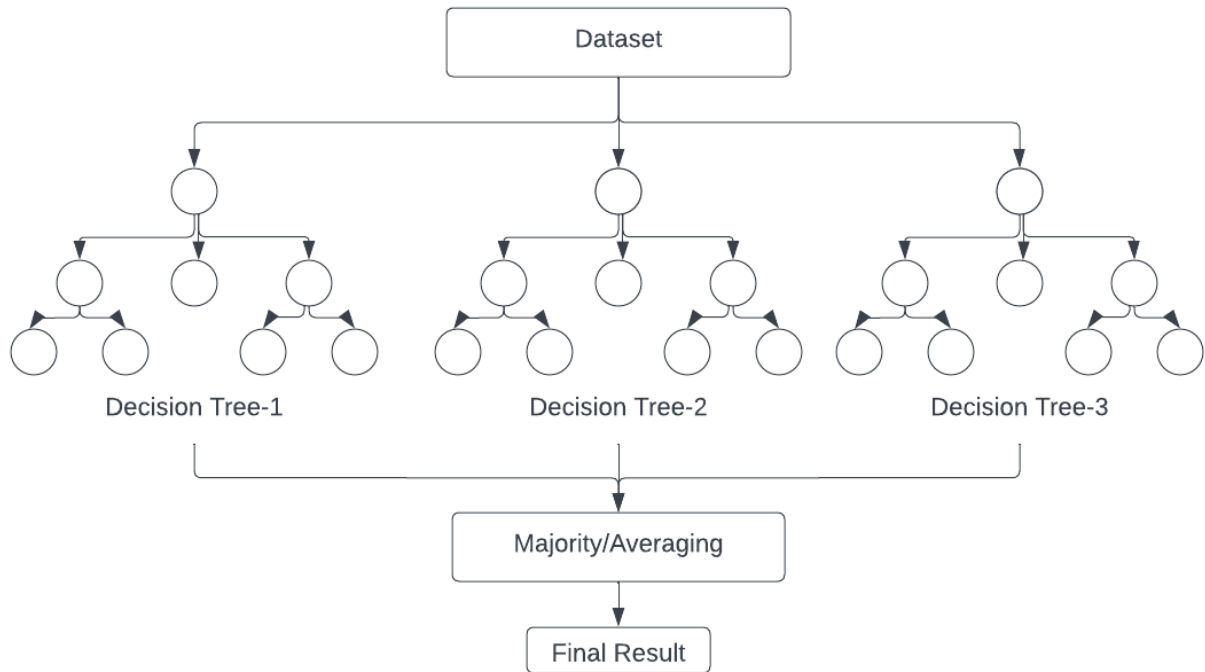 Dataset
Decision Tree-1
Decision Tree-2
Decision Tree-3
Majority/Averaging
Final Result